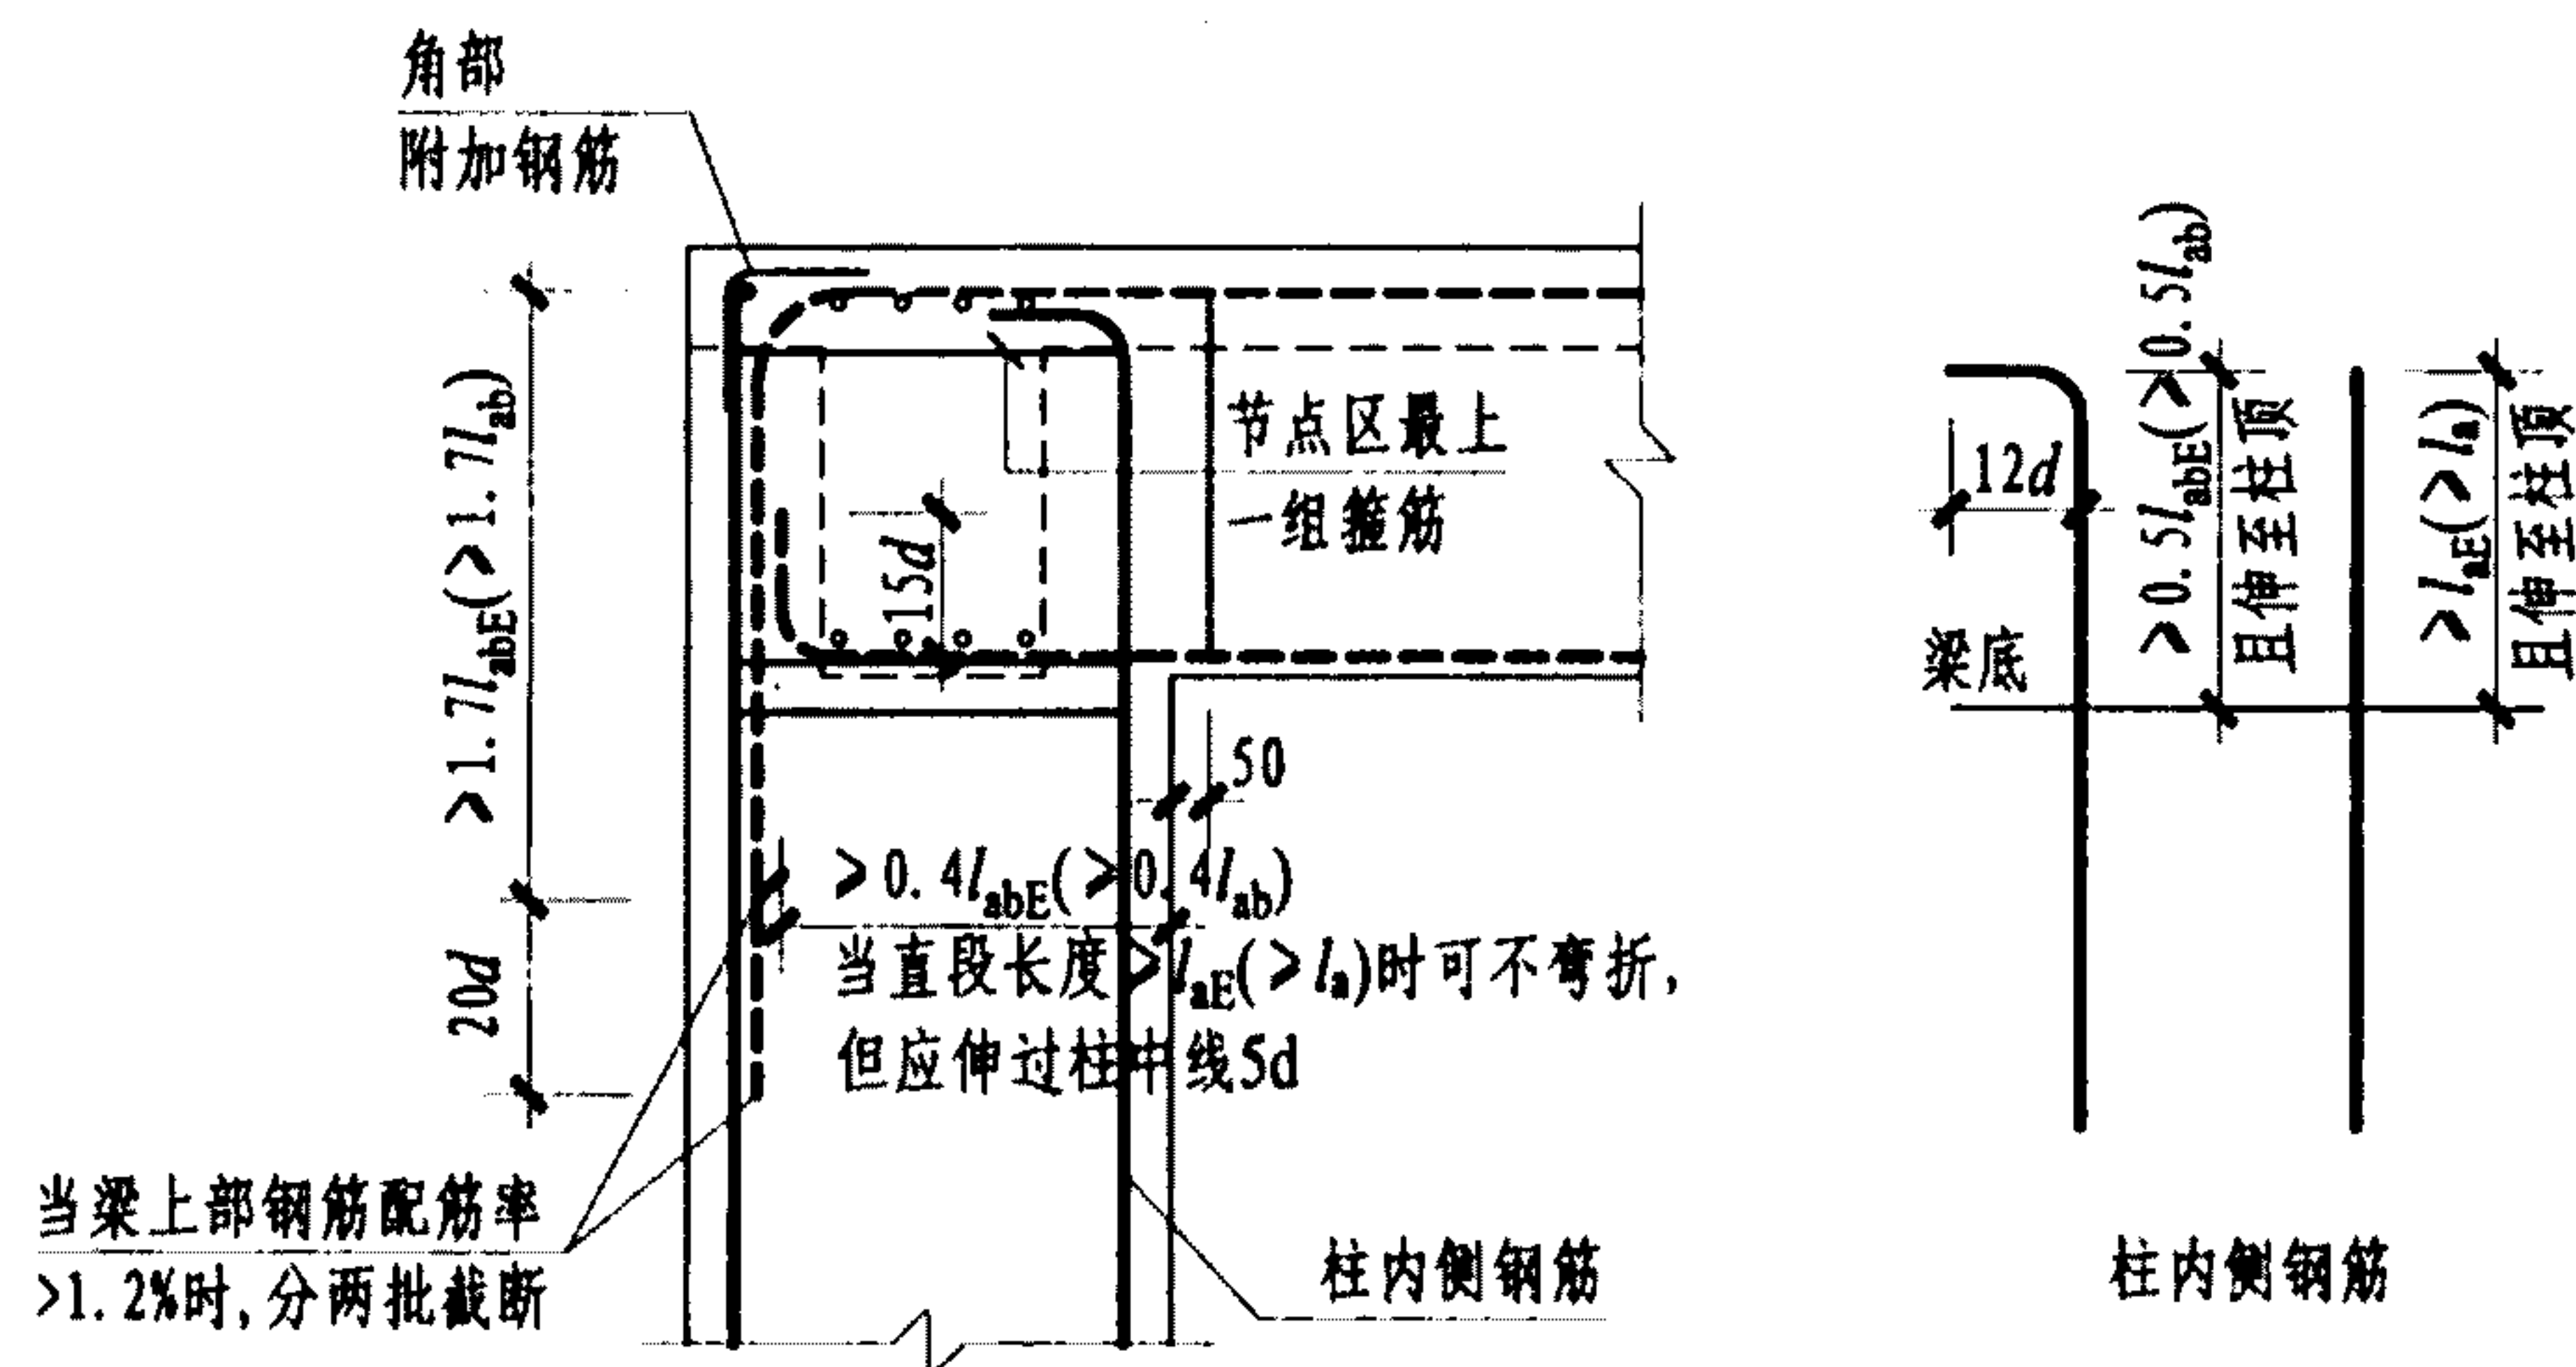 角部
附加钢筋
>1.7labE(>1.7lab)
20d
15d
节点区最上
一组箍筋
50
>0.4labE(>0.4lab)
当直段长度>laE(>la)时可不弯折,
但应伸过柱中线5d
当梁上部钢筋配筋率
>1.2%时,分两批截断
柱内侧钢筋
12d
梁底
>0.5labE(>0.5lab)
且伸至柱顶
>laE(>la)
且伸至柱顶
柱内侧钢筋